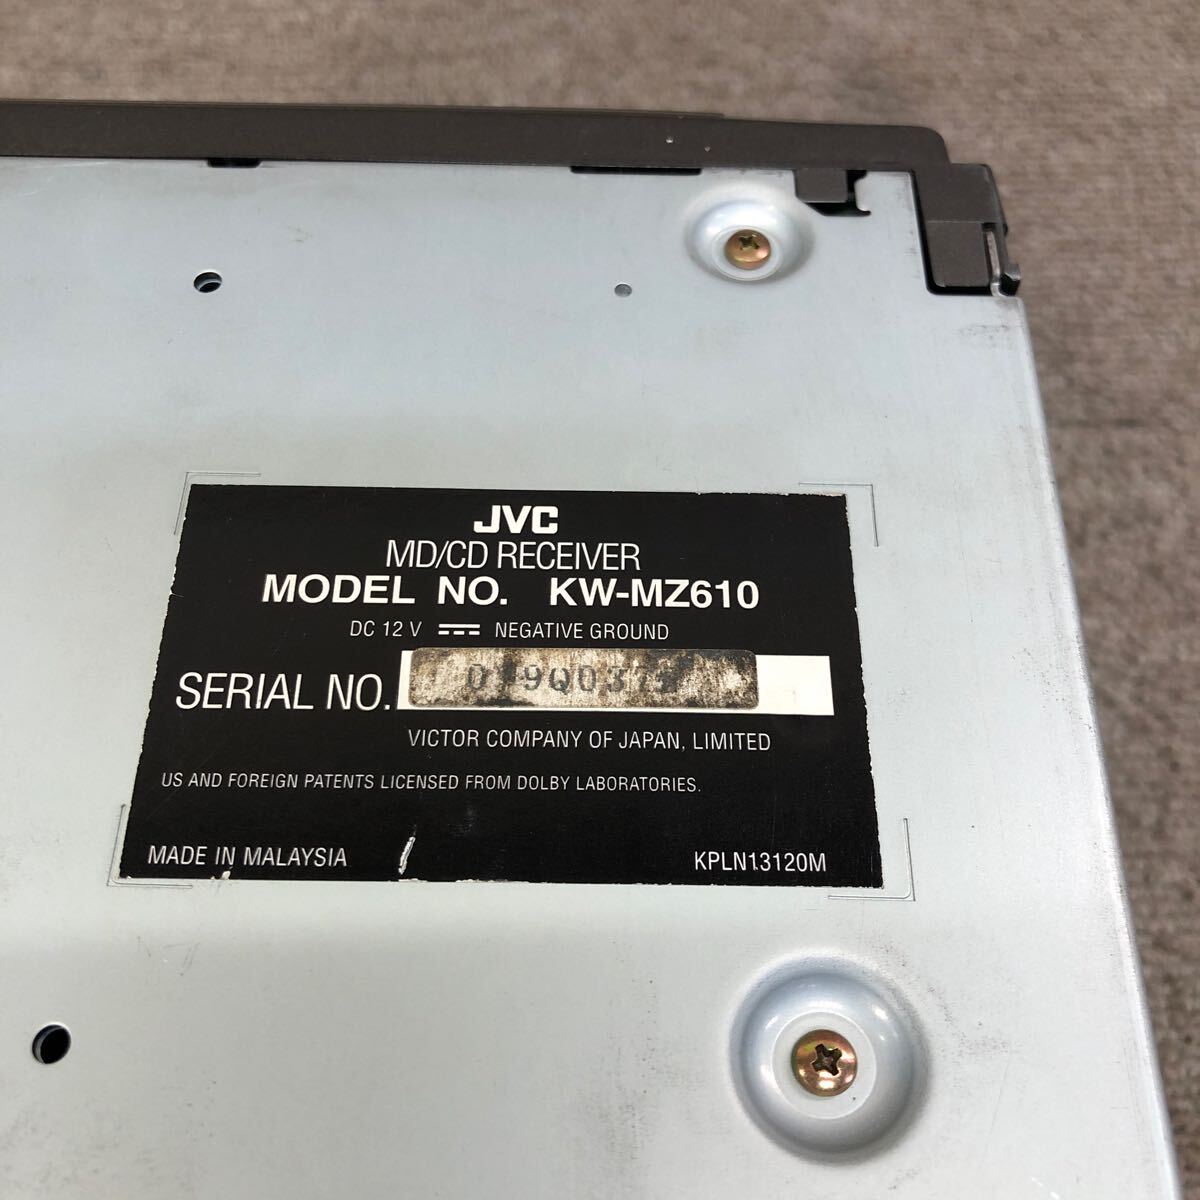 JVC
MD/CD RECEIVER
MODEL NO. KW-MZ610
DC 12 V NEGATIVE GROUND
SERIAL NO.
VICTOR COMPANY OF JAPAN, LIMITED
US AND FOREIGN PATENTS LICENSED FROM DOLBY LABORATORIES.
MADE IN MALAYSIA
KPLN13120M